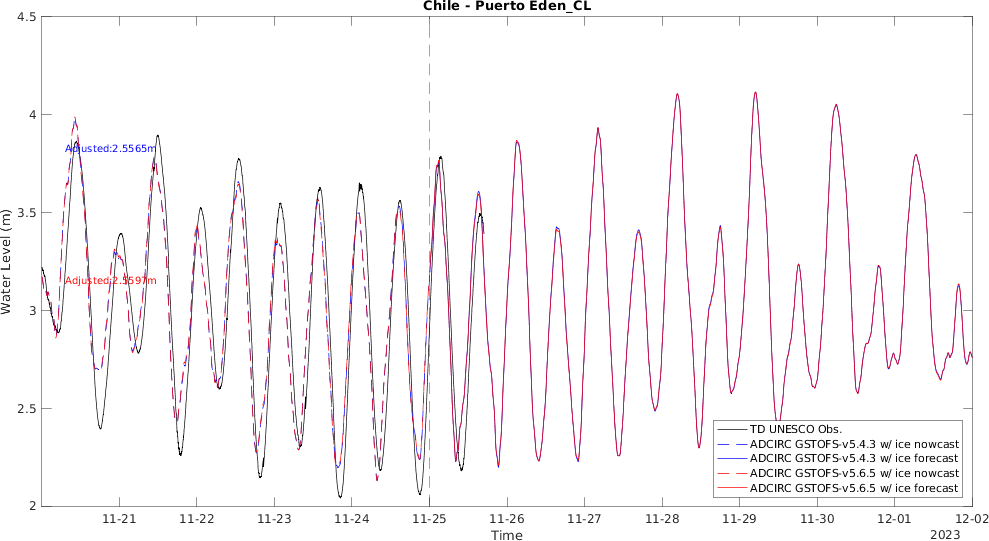 Chile - Puerto Eden_CL
4.5
4
3.5
3
2.5
2
Water Level (m)
Adjusted:2.5565m
Adjusted:2.5597m
TD UNESCO Obs.
ADCIRC GSTOFS-v5.4.3 w/ ice nowcast
ADCIRC GSTOFS-v5.4.3 w/ ice forecast
ADCIRC GSTOFS-v5.6.5 w/ ice nowcast
ADCIRC GSTOFS-v5.6.5 w/ ice forecast
11-21 11-22 11-23 11-24 11-25 11-26 11-27 11-28 11-29 11-30 12-01 12-02
Time
2023